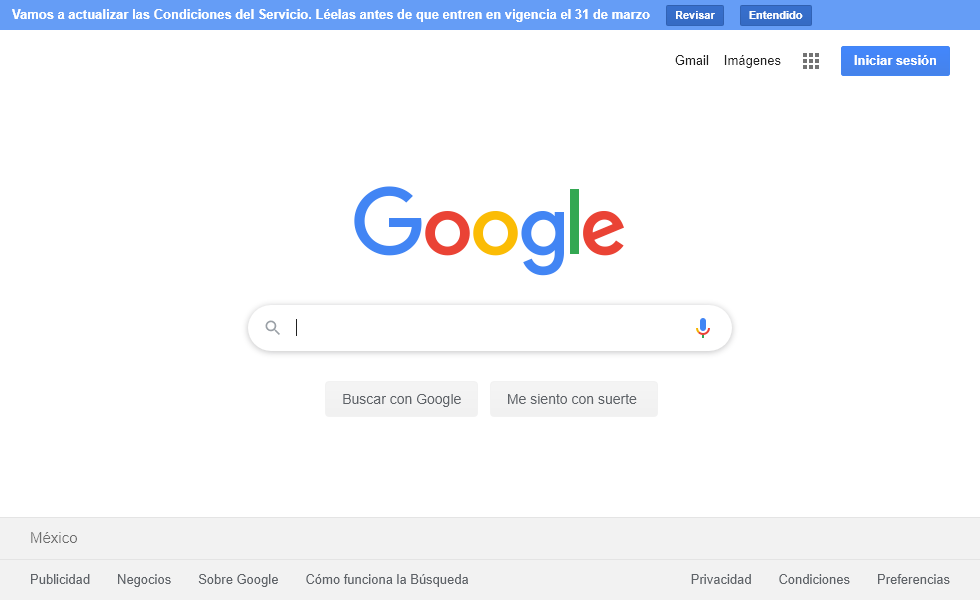 Vamos a actualizar las Condiciones del Servicio. Léelas antes de que entren en vigencia el 31 de marzo Revisar Entendido
Gmail Imágenes Iniciar sesión
Google
Buscar con Google Me siento con suerte
México
Publicidad Negocios Sobre Google Cómo funciona la Búsqueda Privacidad Condiciones Preferencias